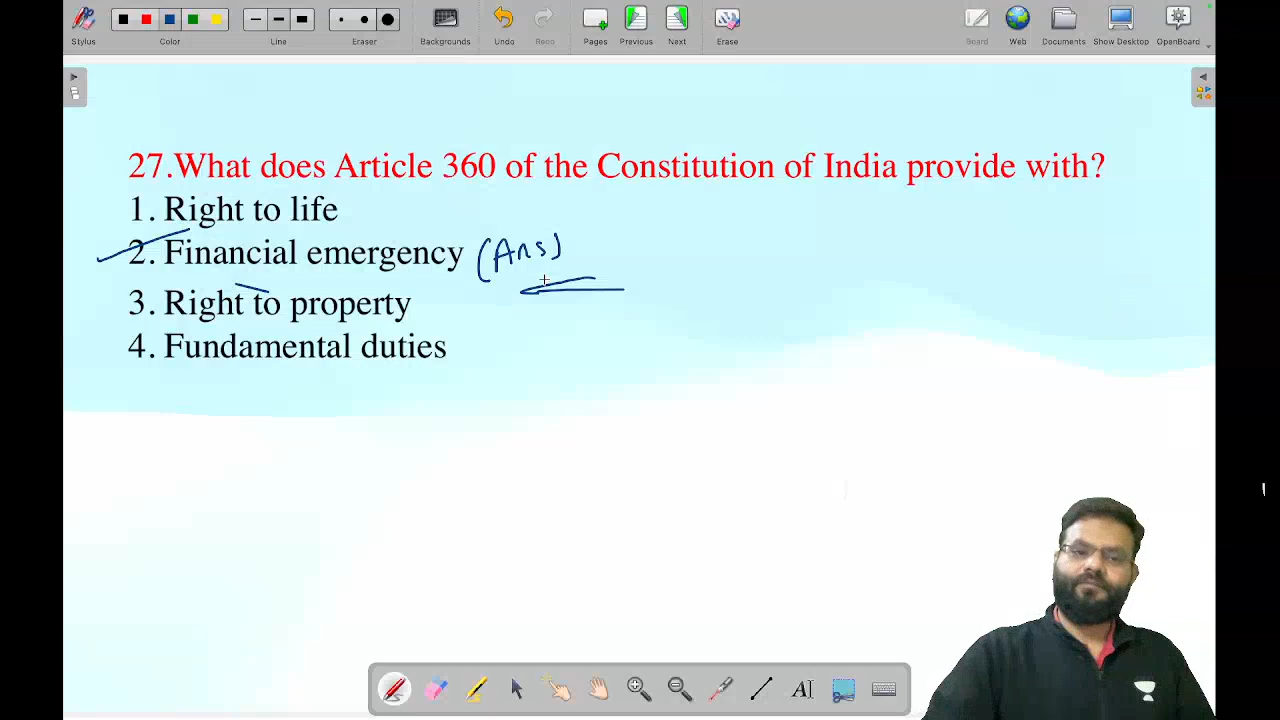 Stylus
Color
Line
Eraser
Backgrounds
Undo
Redo
Pages
Previous
Next
Erase
Board
Web
Documents
Show Desktop
OpenBoard
27.What does Article 360 of the Constitution of India provide with?
1. Right to life
2. Financial emergency (Ans)
3. Right to property
4. Fundamental duties